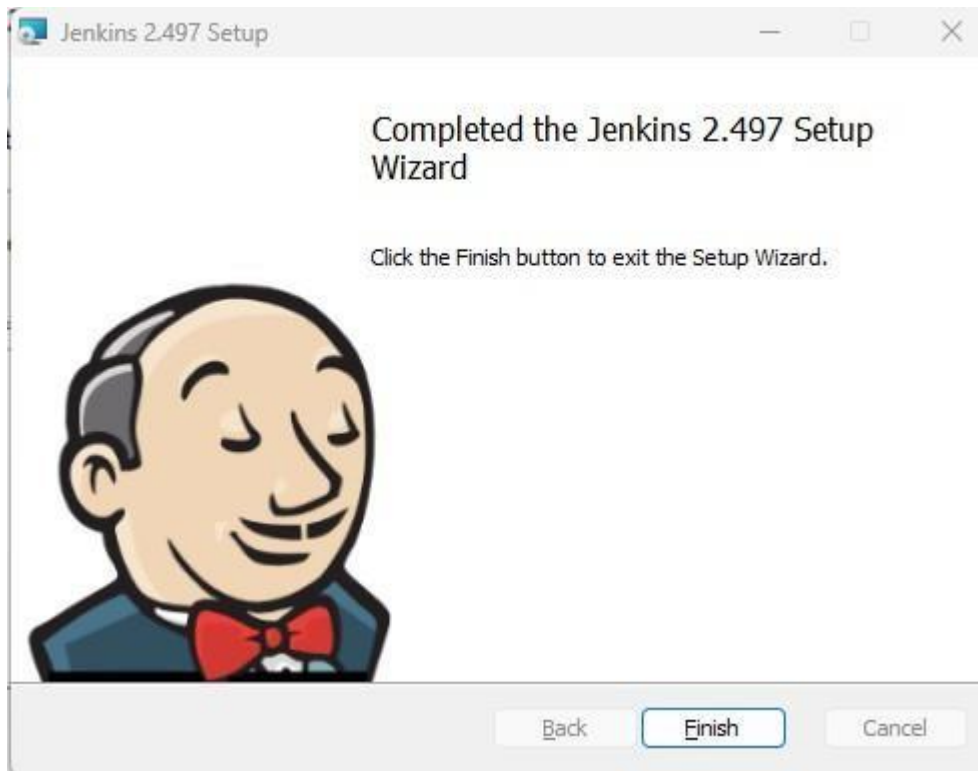 Jenkins 2.497 Setup
Completed the Jenkins 2.497 Setup
Wizard
Click the Finish button to exit the Setup Wizard.
Back
Finish
Cancel